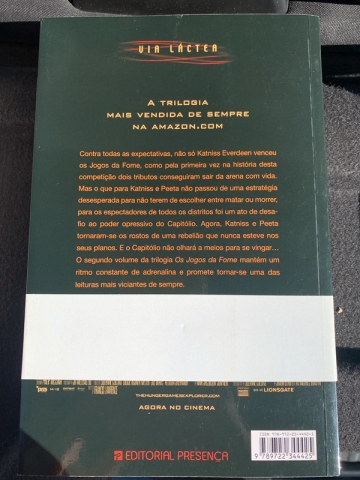 VIA LÁCTEA
A TRILOGIA
MAIS VENDIDA DE SEMPRE
NA AMAZON.COM
Contra todas as expectativas, não só Katniss Everdeen venceu
os Jogos da Fome, como pela primeira vez na história desta
competição dois tributos conseguiram sair da arena com vida.
Mas o que para Katniss e Peeta não passou de uma estratégia
desesperada para não terem de escolher entre matar ou morrer,
para os espectadores de todos os distritos foi um ato de desa-
fio ao poder opressivo do Capitólio. Agora, Katniss e Peeta
tornaram-se os rostos de uma rebelião que nunca esteve nos
seus planos. E o Capitólio não olhará a meios para se vingar...
O segundo volume da trilogia Os Jogos da Fome mantém um
ritmo constante de adrenalina e promete tornar-se uma das
leituras mais viciantes de sempre.
LIONSGATE
THEHUNGERGAMESEXPLORER.COM
AGORA NO CINEMA
EDITORIAL PRESENÇA
9 789722 344425